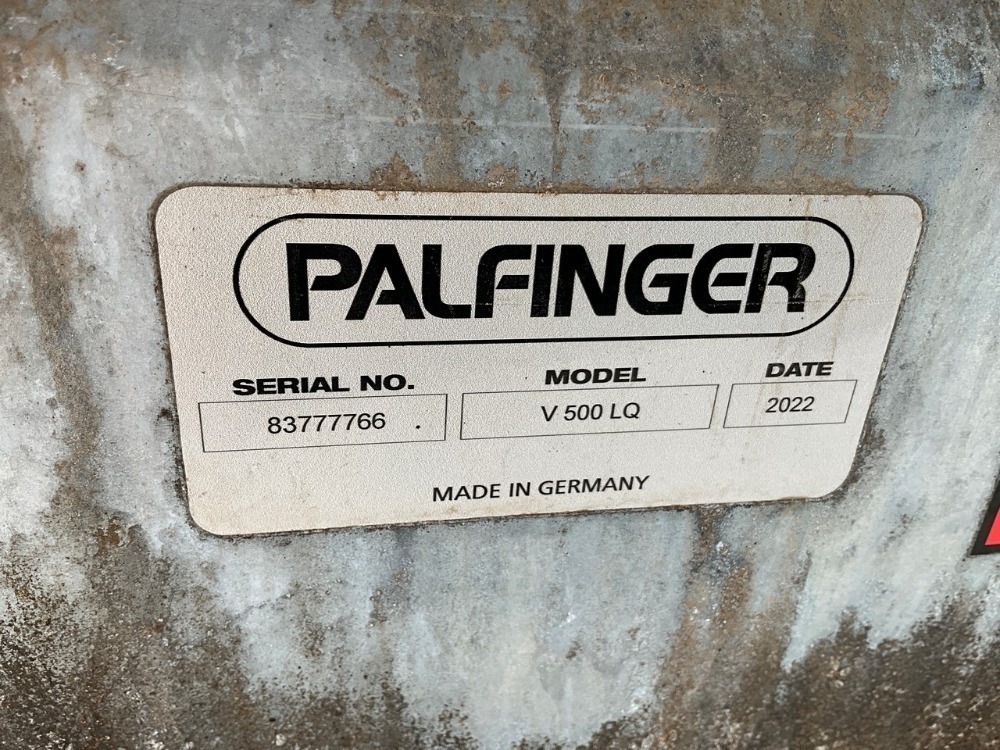 PALFINGER
SERIAL NO. MODEL DATE
83777766 . V 500 LQ 2022
MADE IN GERMANY